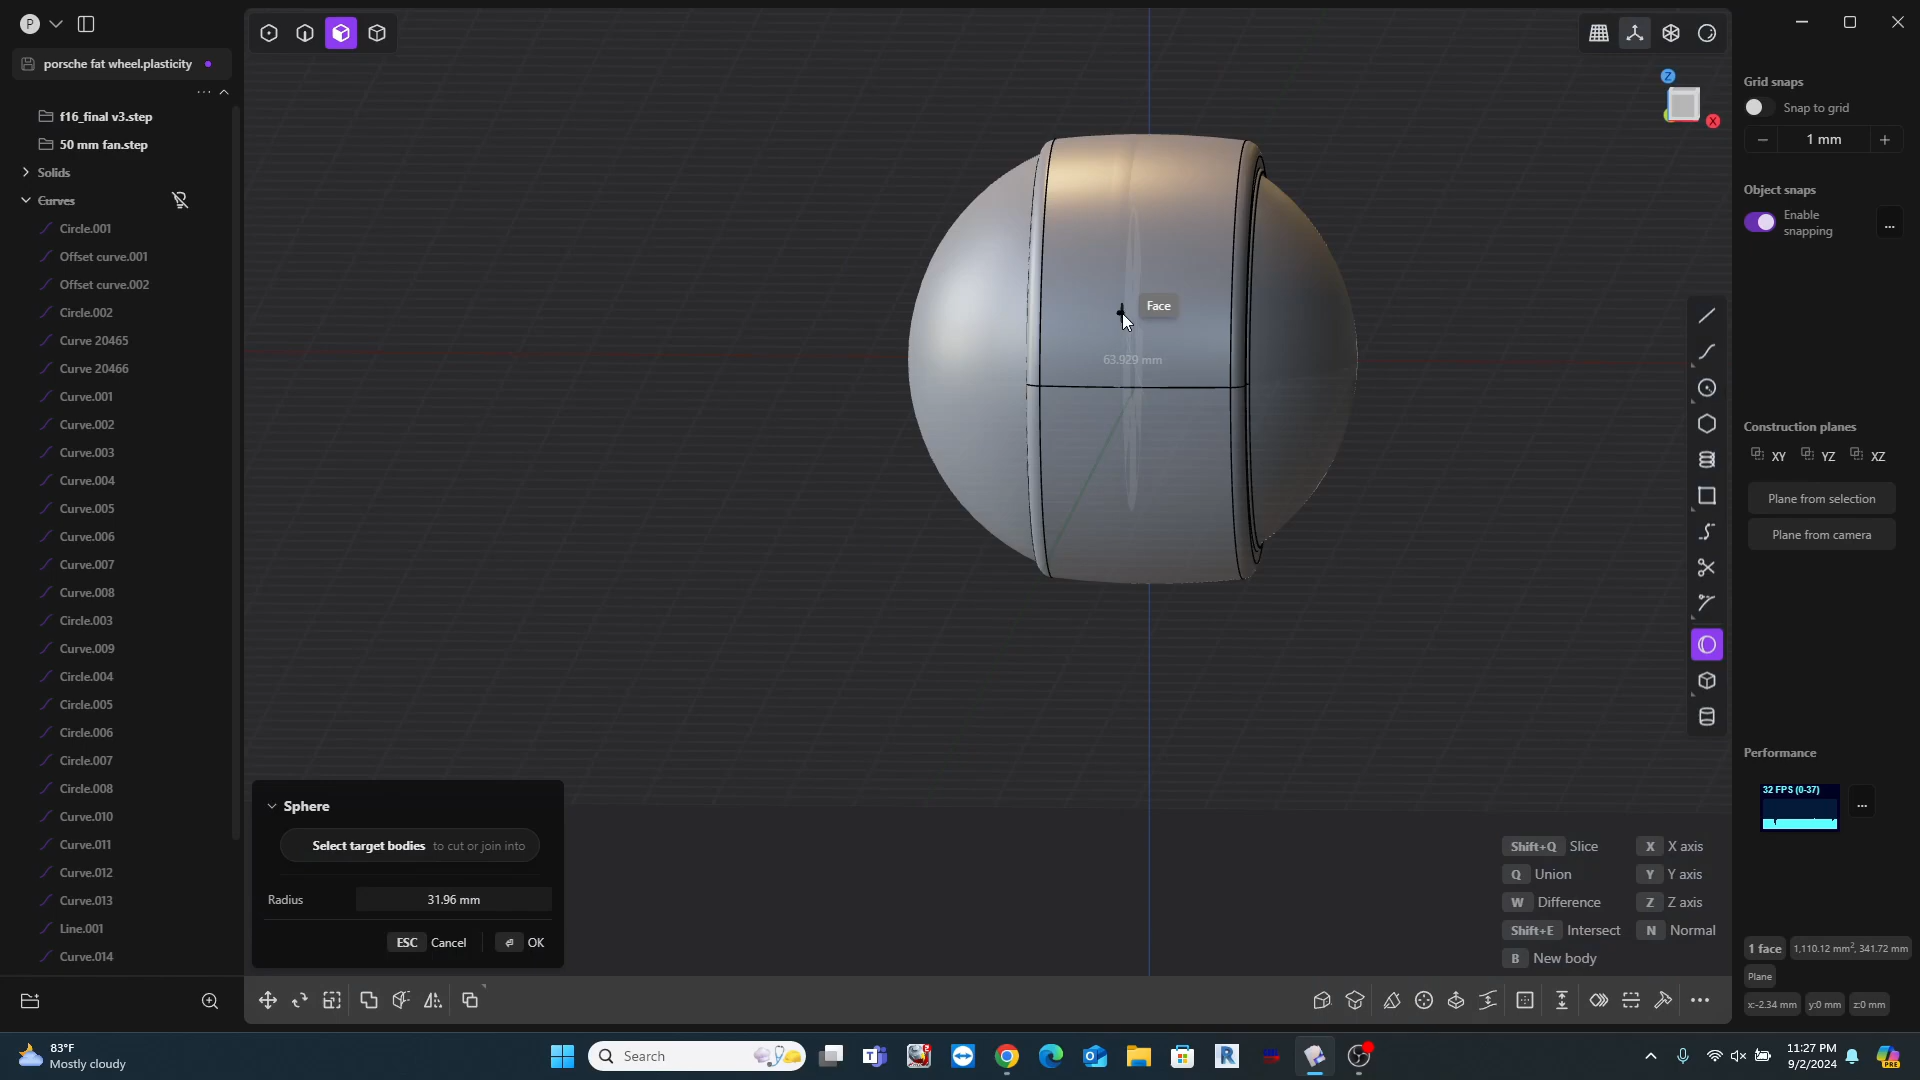 P
porsche fat wheel.plasticity
f16_final v3.step
50 mm fan.step
Solids
Curves
Circle.001
Offset curve.001
Offset curve.002
Circle.002
Curve 20465
Curve 20466
Curve.001
Curve.002
Curve.003
Curve.004
Curve.005
Curve.006
Curve.007
Curve.008
Circle.003
Curve.009
Circle.004
Circle.005
Circle.006
Circle.007
Circle.008
Curve.010
Curve.011
Curve.012
Curve.013
Line.001
Curve.014
Face
63.929 mm
Z
X
Sphere
Select target bodies to cut or join into
Radius 31.96 mm
ESC Cancel OK
Shift+Q Slice X X axis
Q Union Y Y axis
W Difference Z Z axis
Shift+E Intersect N Normal
B New body
Grid snaps
Snap to grid
1 mm
Object snaps
Enable
snapping
...
Construction planes
XY YZ XZ
Plane from selection
Plane from camera
Performance
32 FPS (0-37)
...
1 face 1,110.12 mm², 341.72 mm
Plane
x:-2.34 mm y:0 mm z:0 mm
83°F
Mostly cloudy
Search
11:27 PM
9/2/2024
PRE